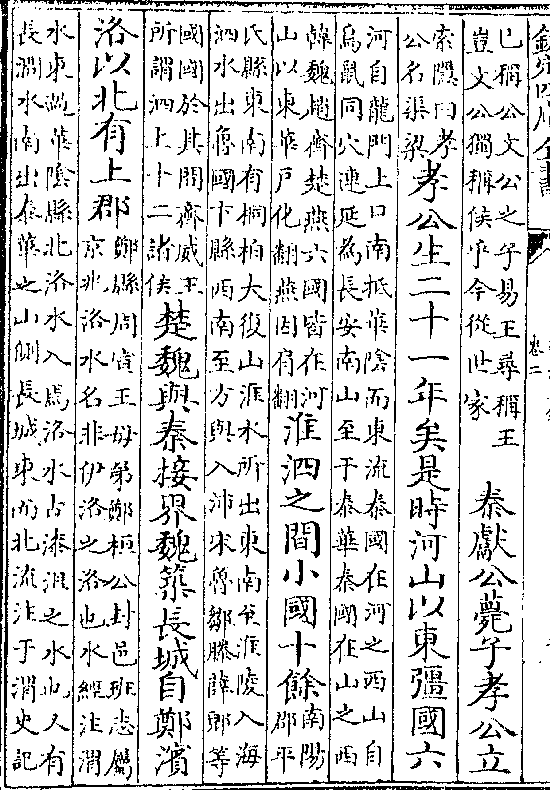 欽定四庫全書
卷二
已稱公文公之子易王尋稱王
豈文公獨稱侯乎今從世家
秦獻公薨子孝公立
索隱曰孝
公名渠梁
孝公生二十一年矣是時河山以東彊國六
河自龍門上口南抵華陰而東流秦國在河之西山自
鳥鼠同穴連延為長安南山至于泰華秦國在山之西
韓魏趙齊楚燕六國皆在河
山以東華戶化翻燕因肩翻
淮泗之間小國十餘
南陽
郡平
氏縣東南有桐柏大復山淮水所出東南至淮陵入海
泗水出魯國卞縣西南至方與入沛宋魯鄒滕薛郳等
國國於其間齊威王
所謂泗上十二諸侯
楚魏與秦接界魏築長城自鄭濱
洛以北有上郡
鄭縣周宣王母弟鄭桓公封邑班志屬
京兆洛水名非伊洛之洛也水經注渭
水東過華陰縣北洛水入焉洛水古漆沮之水也又有
長澗水南出泰華之山側長城東而北流注于渭史記